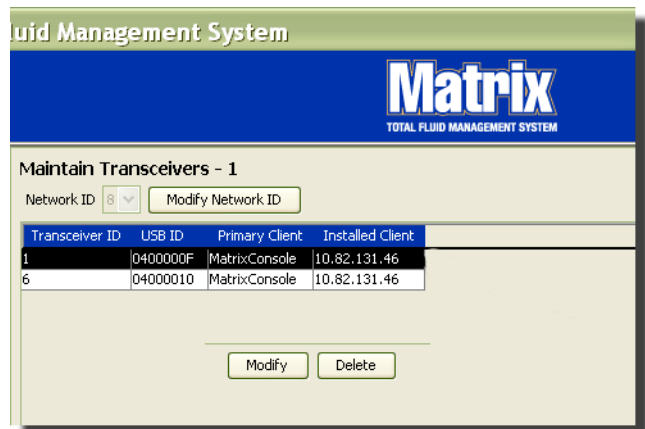 luid Management System
Matrix
TOTAL FLUID MANAGEMENT SYSTEM
Maintain Transceivers - 1
Network ID 8 Modify Network ID
Transceiver ID USB ID Primary Client Installed Client
1 0400000F MatrixConsole 10.82.131.46
6 04000010 MatrixConsole 10.82.131.46
Modify Delete